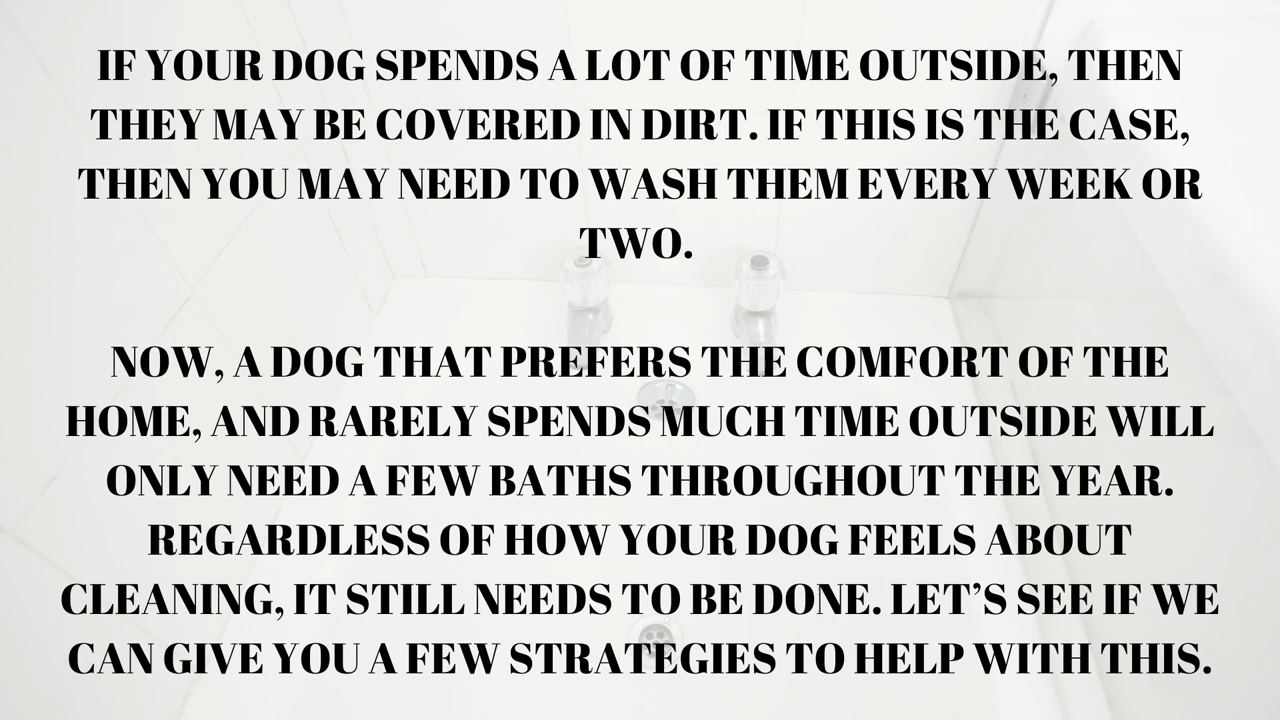 IF YOUR DOG SPENDS A LOT OF TIME OUTSIDE, THEN
THEY MAY BE COVERED IN DIRT. IF THIS IS THE CASE,
THEN YOU MAY NEED TO WASH THEM EVERY WEEK OR
TWO.
NOW, A DOG THAT PREFERS THE COMFORT OF THE
HOME, AND RARELY SPENDS MUCH TIME OUTSIDE WILL
ONLY NEED A FEW BATHS THROUGHOUT THE YEAR.
REGARDLESS OF HOW YOUR DOG FEELS ABOUT
CLEANING, IT STILL NEEDS TO BE DONE. LET’S SEE IF WE
CAN GIVE YOU A FEW STRATEGIES TO HELP WITH THIS.